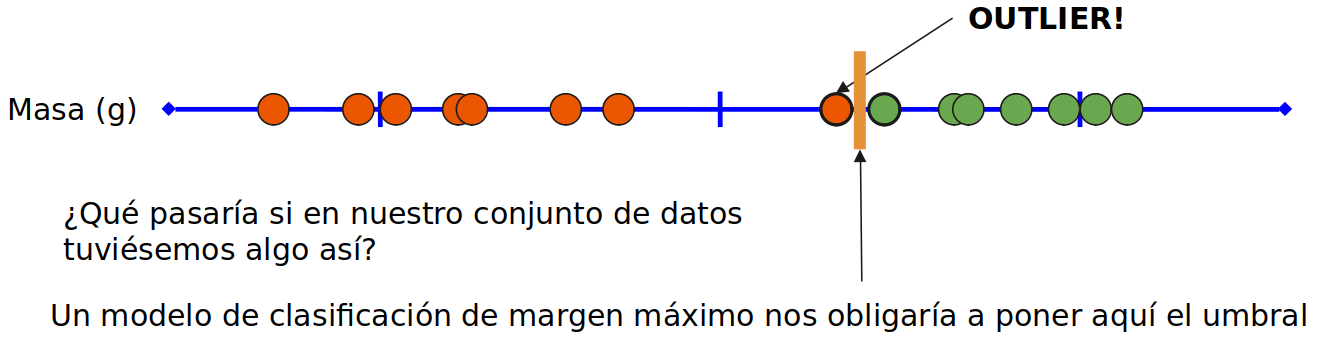 OUTLIER!
Masa (g)
¿Qué pasaría si en nuestro conjunto de datos
tuviésemos algo así?
Un modelo de clasificación de margen máximo nos obligaría a poner aquí el umbral